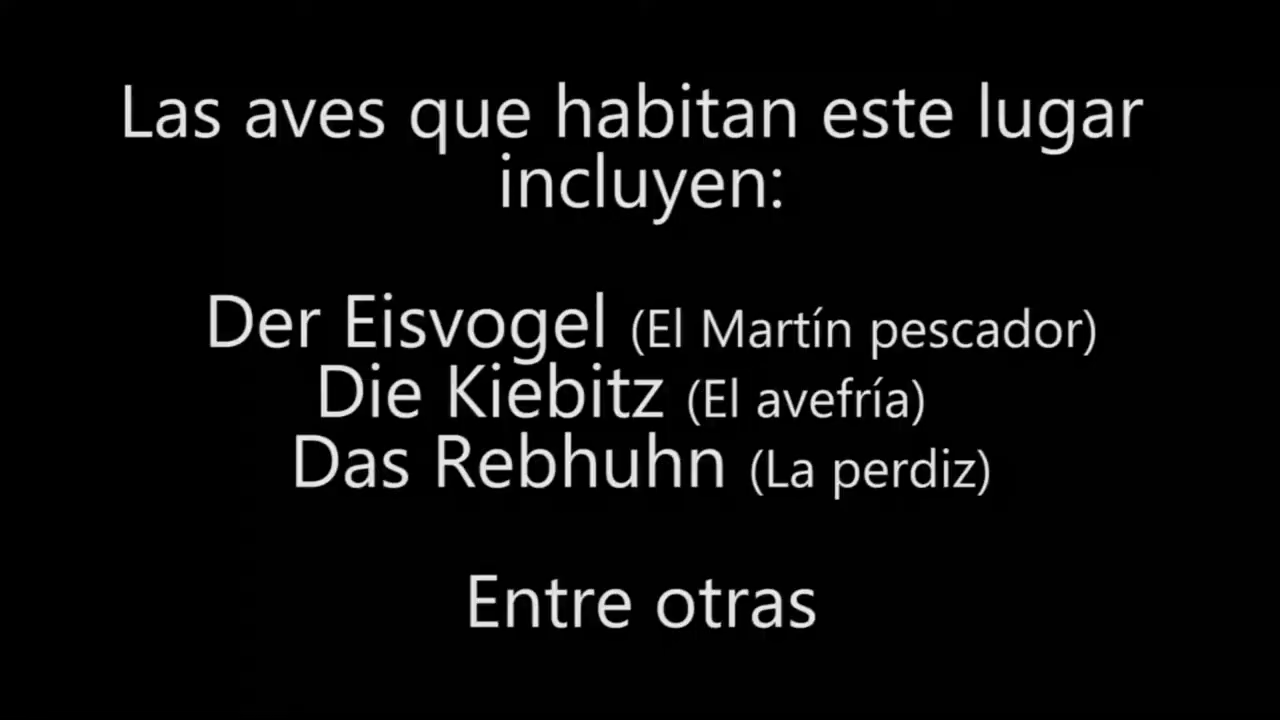 Las aves que habitan este lugar
incluyen:
Der Eisvogel (El Martín pescador)
Die Kiebitz (El avefría)
Das Rebhuhn (La perdiz)
Entre otras